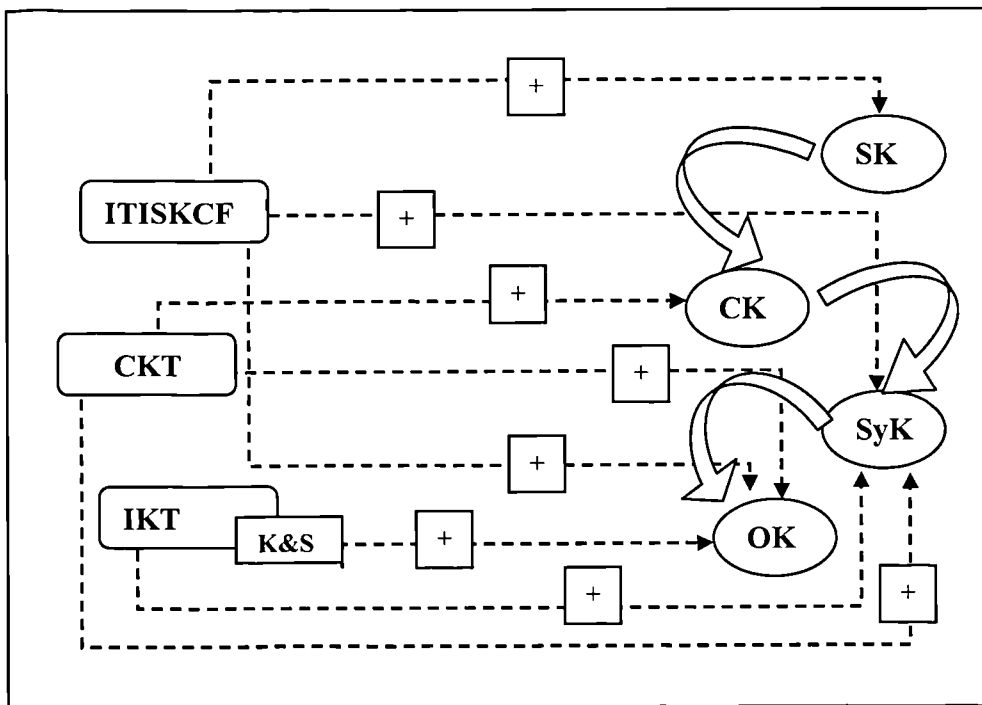 +
SK
ITISKCF
+
+
CK
CKT
+
SyK
+
IKT
K&S
+
OK
+
+